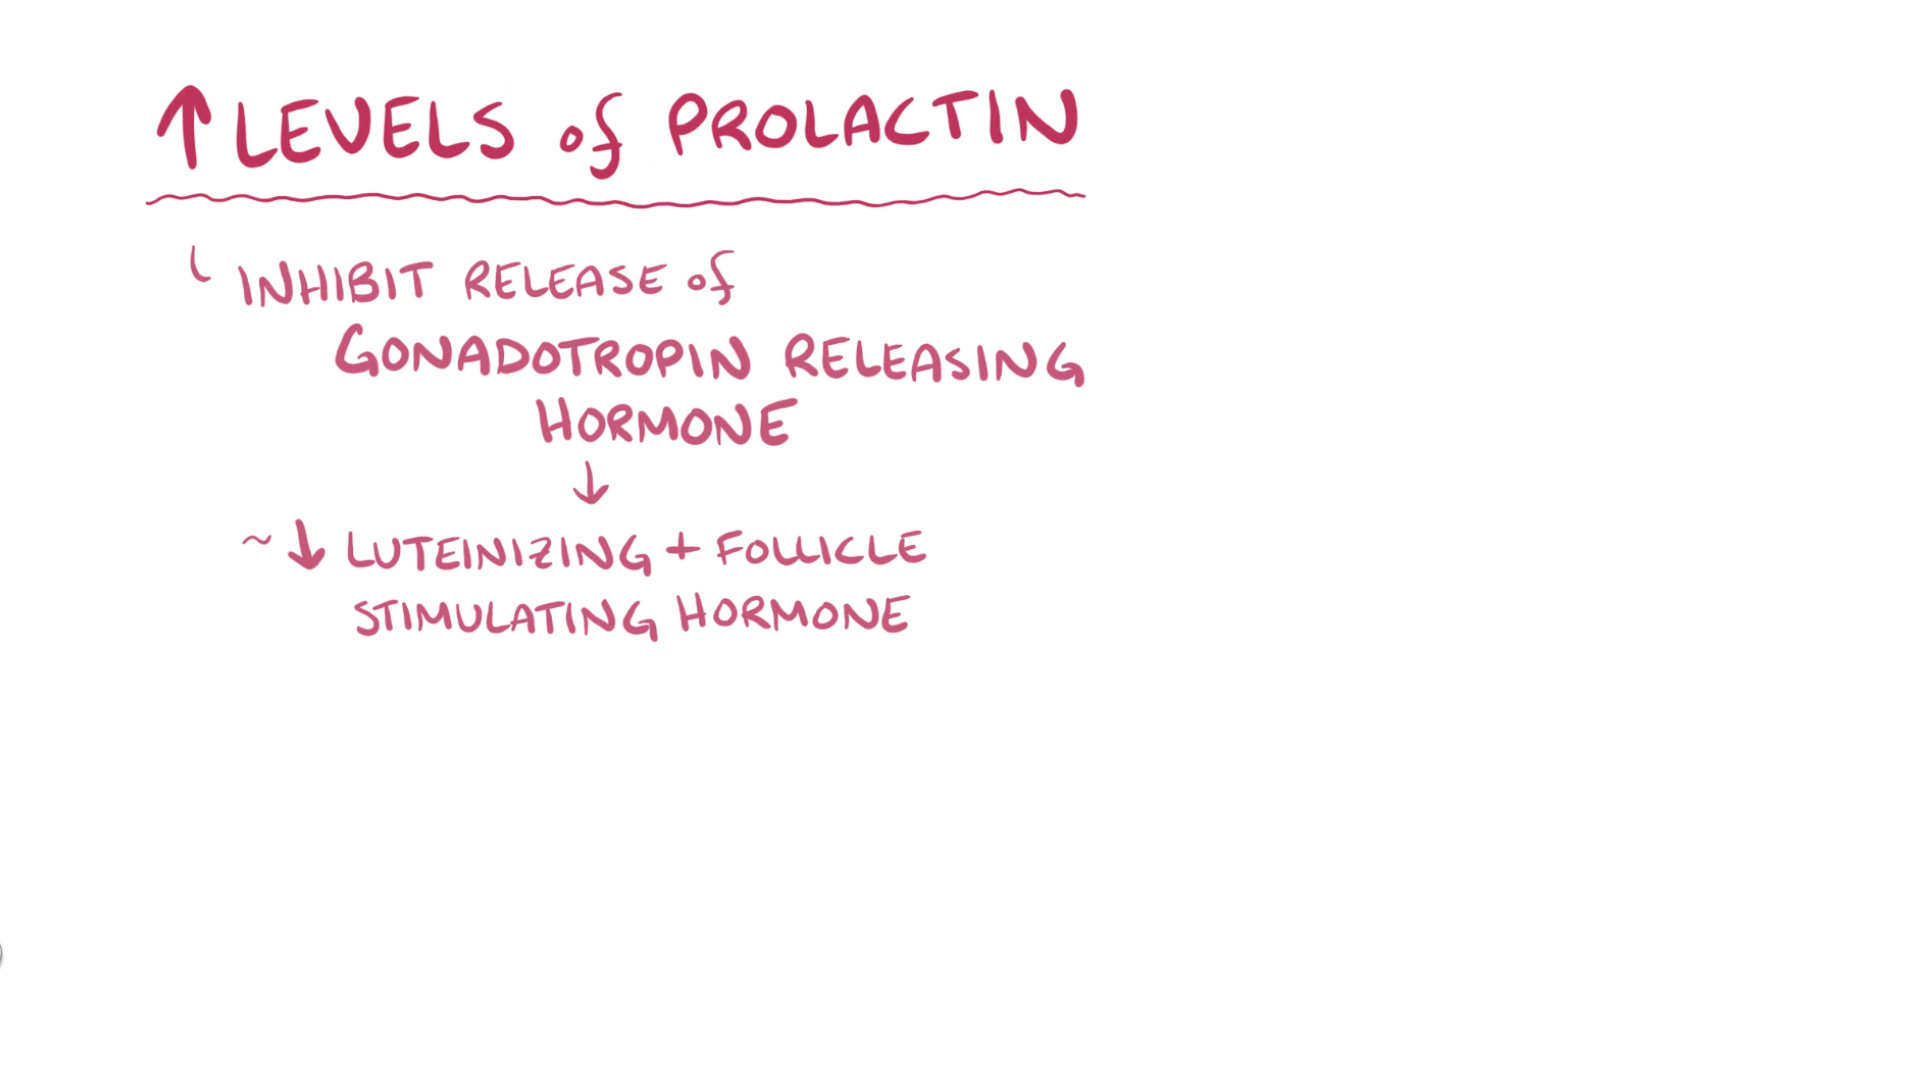 ↑ LEVELS of PROLACTIN
INHIBIT RELEASE of
GONADOTROPIN RELEASING
HORMONE
↓
~ ↓ LUTEINIZING + FOLLICLE
STIMULATING HORMONE